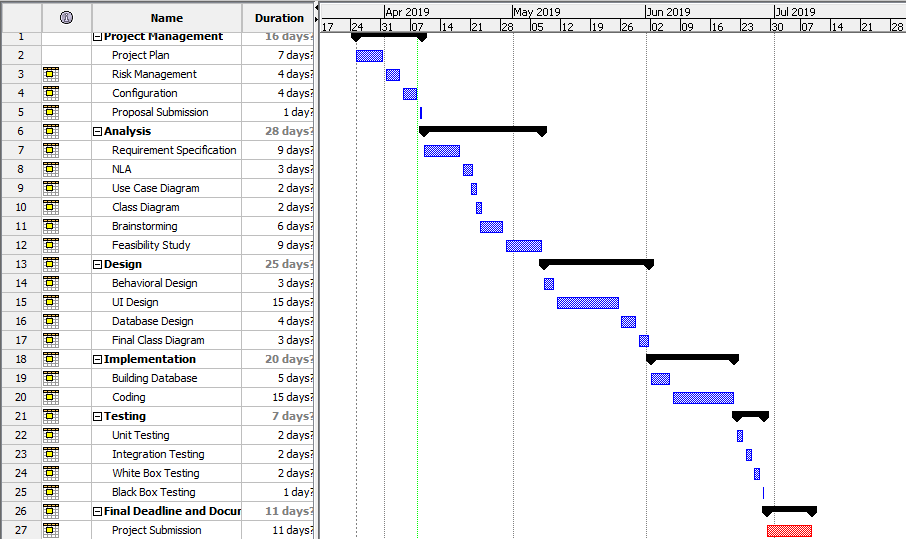 Name Duration Apr 2019 May 2019 Jun 2019 Jul 2019
17 24 31 07 14 21 28 05 12 19 26 02 09 16 23 30 07 14 21 28
1 Project Management 16 days?
2 Project Plan 7 days?
3 Risk Management 4 days?
4 Configuration 4 days?
5 Proposal Submission 1 day?
6 Analysis 28 days?
7 Requirement Specification 9 days?
8 NLA 3 days?
9 Use Case Diagram 2 days?
10 Class Diagram 2 days?
11 Brainstorming 6 days?
12 Feasibility Study 9 days?
13 Design 25 days?
14 Behavioral Design 3 days?
15 UI Design 15 days?
16 Database Design 4 days?
17 Final Class Diagram 3 days?
18 Implementation 20 days?
19 Building Database 5 days?
20 Coding 15 days?
21 Testing 7 days?
22 Unit Testing 2 days?
23 Integration Testing 2 days?
24 White Box Testing 2 days?
25 Black Box Testing 1 day?
26 Final Deadline and Docur 11 days?
27 Project Submission 11 days?